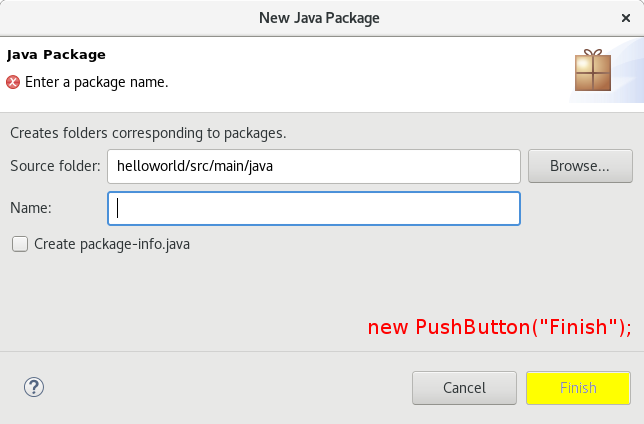 New Java Package
Java Package
Enter a package name.
Creates folders corresponding to packages.
Source folder: helloworld/src/main/java Browse...
Name:
Create package-info.java
new PushButton("Finish");
? Cancel Finish